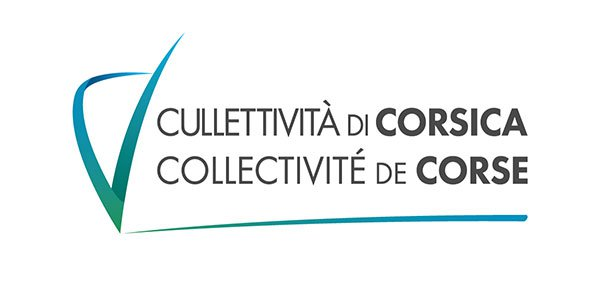 CULLETTIVITÀ DI CORSICA
COLLECTIVITÉ DE CORSE